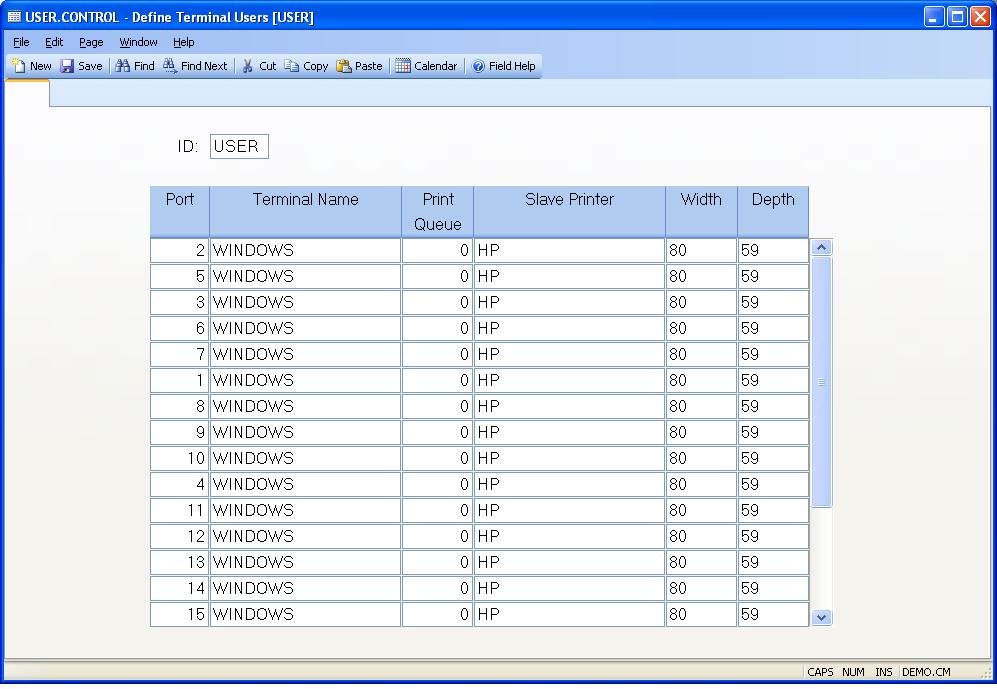 USER.CONTROL - Define Terminal Users [USER]
File Edit Page Window Help
New Save Find Find Next Cut Copy Paste Calendar Field Help
ID: USER
Port Terminal Name Print Queue Slave Printer Width Depth
2 WINDOWS 0 HP 80 59
5 WINDOWS 0 HP 80 59
3 WINDOWS 0 HP 80 59
6 WINDOWS 0 HP 80 59
7 WINDOWS 0 HP 80 59
1 WINDOWS 0 HP 80 59
8 WINDOWS 0 HP 80 59
9 WINDOWS 0 HP 80 59
10 WINDOWS 0 HP 80 59
4 WINDOWS 0 HP 80 59
11 WINDOWS 0 HP 80 59
12 WINDOWS 0 HP 80 59
13 WINDOWS 0 HP 80 59
14 WINDOWS 0 HP 80 59
15 WINDOWS 0 HP 80 59
CAPS NUM INS DEMO.CM